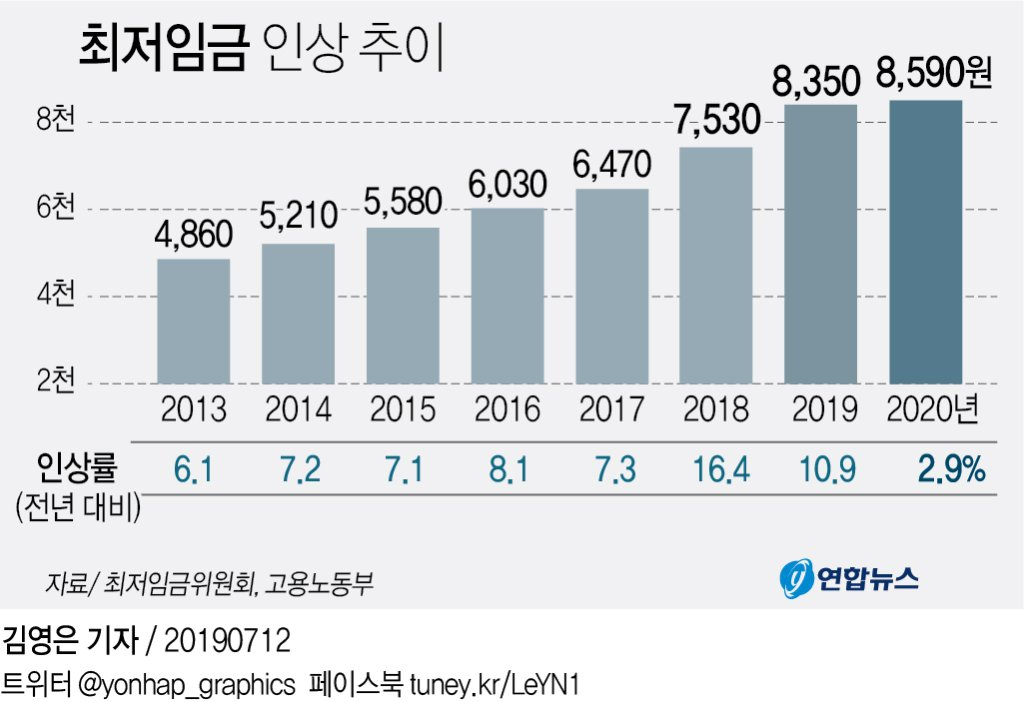 최저임금 인상 추이
8천
6천
4천
2천
4,860
5,210
5,580
6,030
6,470
7,530
8,350
8,590원
2013 2014 2015 2016 2017 2018 2019 2020년
인상률 6.1 7.2 7.1 8.1 7.3 16.4 10.9 2.9%
(전년 대비)
자료/ 최저임금위원회, 고용노동부
연합뉴스
김영은 기자 / 20190712
트위터 @yonhap_graphics 페이스북 tuney.kr/LeYN1